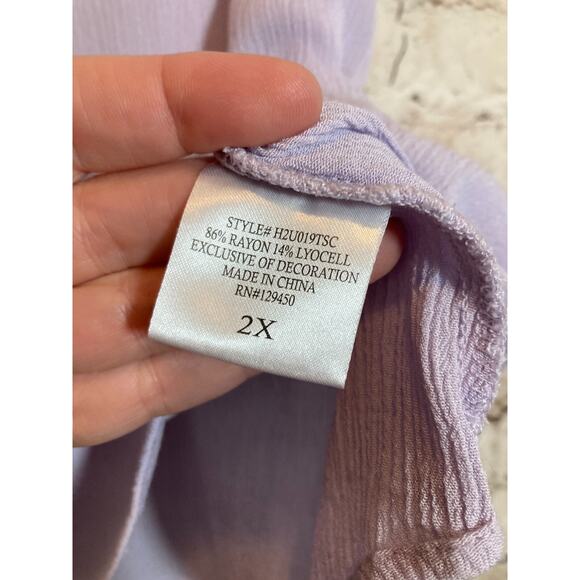 STYLE# H2U019TSC
86% RAYON 14% LYOCELL
EXCLUSIVE OF DECORATION
MADE IN CHINA
RN#129450
2X